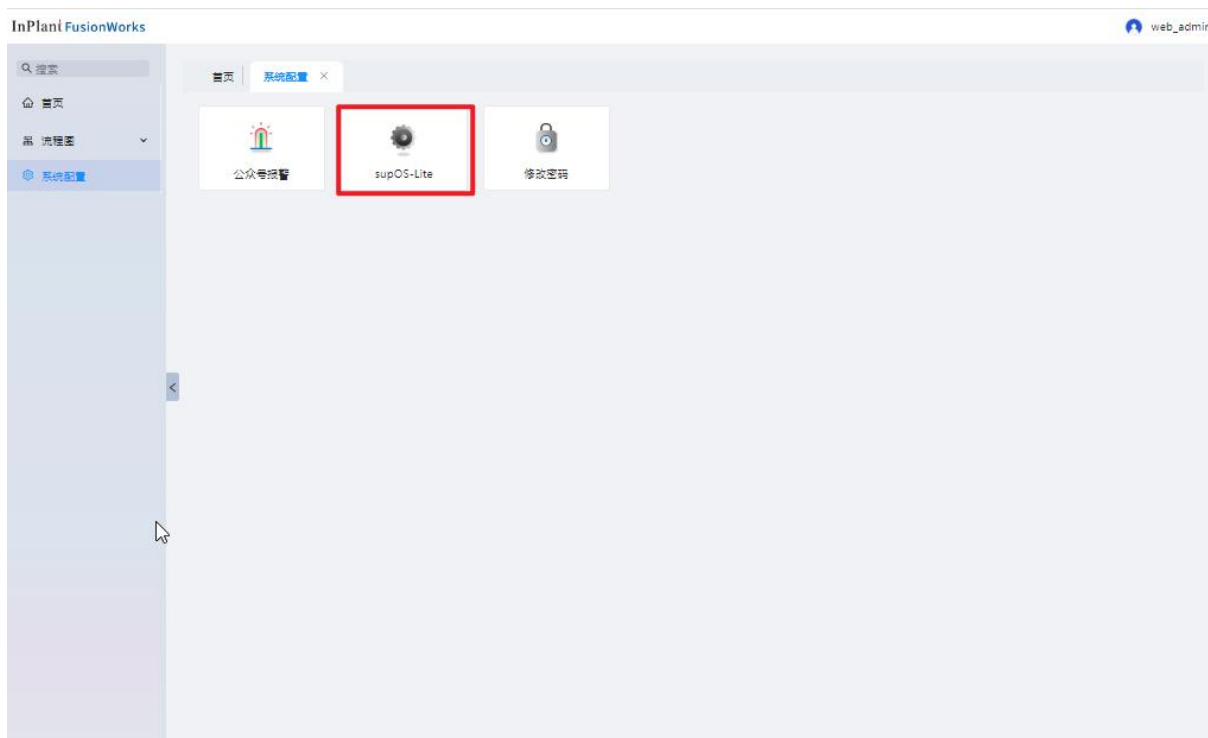 InPlant FusionWorks
web_admin
搜索
首页
系统配置
首页
流程图
系统配置
公众号报警
supOS-Lite
修改密码